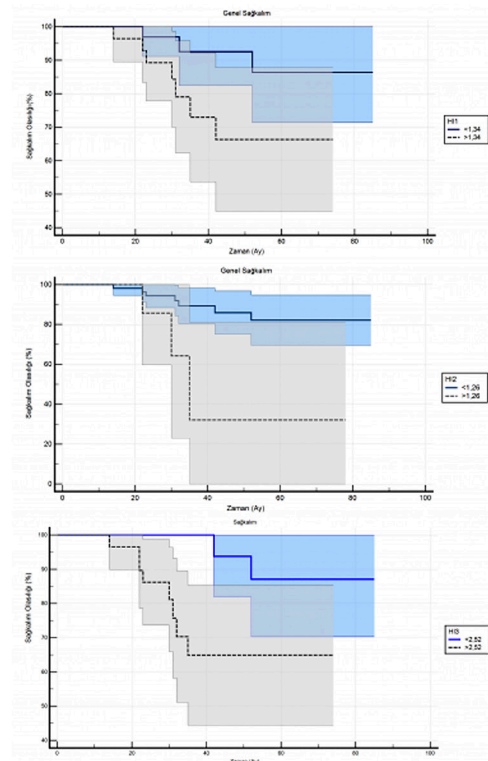 Genel Sağkalım
Sağkalım Olasılığı (%)
100
90
80
70
60
50
40
0 20 40 60 80 100
Zaman (Ay)
HI1
<1,34
>1,34
Genel Sağkalım
Sağkalım Olasılığı (%)
100
80
60
40
20
0
0 20 40 60 80 100
Zaman (Ay)
HI2
<1,26
>1,26
Sağkalım
Sağkalım Olasılığı (%)
100
90
80
70
60
50
40
0 20 40 60 80 100
Zaman (Ay)
HI3
<2,52
>2,52